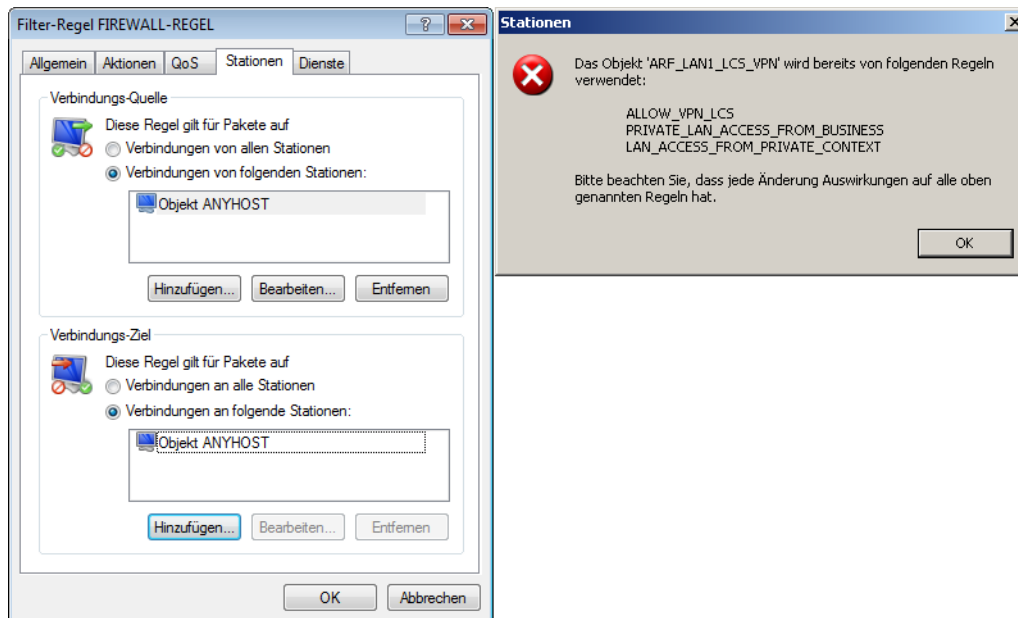 Filter-Regel FIREWALL-REGEL
Allgemein Aktionen QoS Stationen Dienste
Verbindungs-Quelle
Diese Regel gilt für Pakete auf
Verbindungen von allen Stationen
Verbindungen von folgenden Stationen:
Objekt ANYHOST
Hinzufügen... Bearbeiten... Entfernen
Verbindungs-Ziel
Diese Regel gilt für Pakete auf
Verbindungen an alle Stationen
Verbindungen an folgende Stationen:
Objekt ANYHOST
Hinzufügen... Bearbeiten... Entfernen
OK Abbrechen
Stationen
Das Objekt 'ARF_LAN1_LCS_VPN' wird bereits von folgenden Regeln
verwendet:
ALLOW_VPN_LCS
PRIVATE_LAN_ACCESS_FROM_BUSINESS
LAN_ACCESS_FROM_PRIVATE_CONTEXT
Bitte beachten Sie, dass jede Änderung Auswirkungen auf alle oben
genannten Regeln hat.
OK